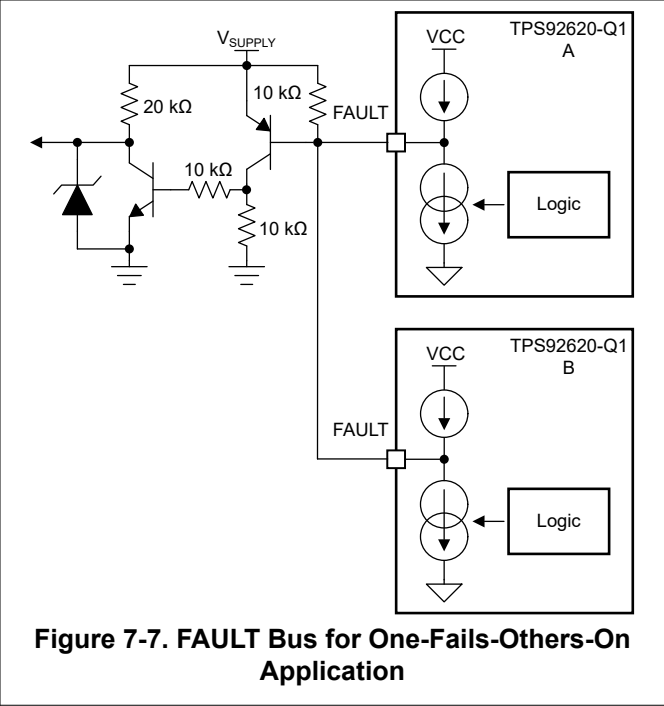 V_SUPPLY
20 kΩ
10 kΩ
10 kΩ
10 kΩ
FAULT
TPS92620-Q1
A
VCC
Logic
FAULT
TPS92620-Q1
B
VCC
Logic
Figure 7-7. FAULT Bus for One-Fails-Others-On
Application